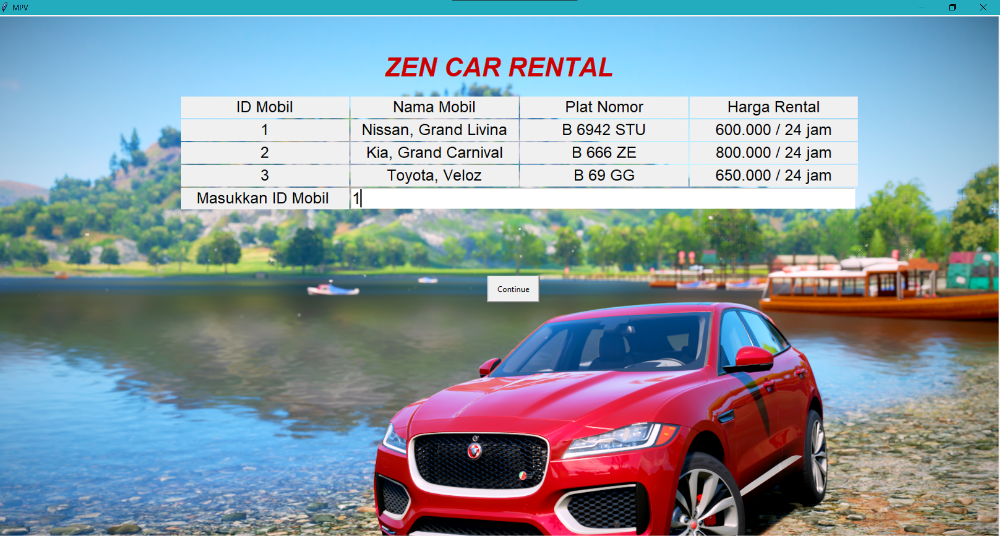 MPV
ZEN CAR RENTAL
ID Mobil Nama Mobil Plat Nomor Harga Rental
1 Nissan, Grand Livina B 6942 STU 600.000 / 24 jam
2 Kia, Grand Carnival B 666 ZE 800.000 / 24 jam
3 Toyota, Veloz B 69 GG 650.000 / 24 jam
Masukkan ID Mobil 1
Continue